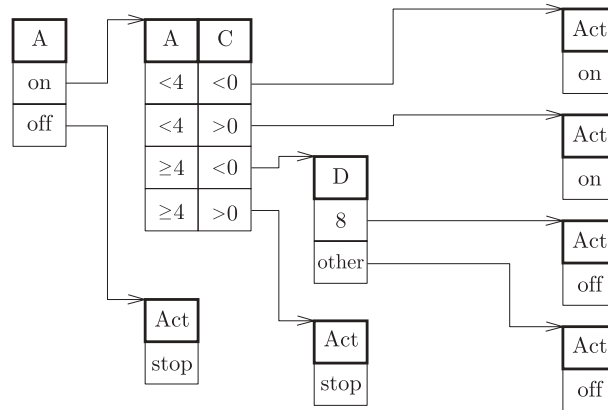 A
on
off
A C
<4 <0
<4 >0
≥4 <0
≥4 >0
D
8
other
Act
stop
Act
stop
Act
on
Act
on
Act
off
Act
off